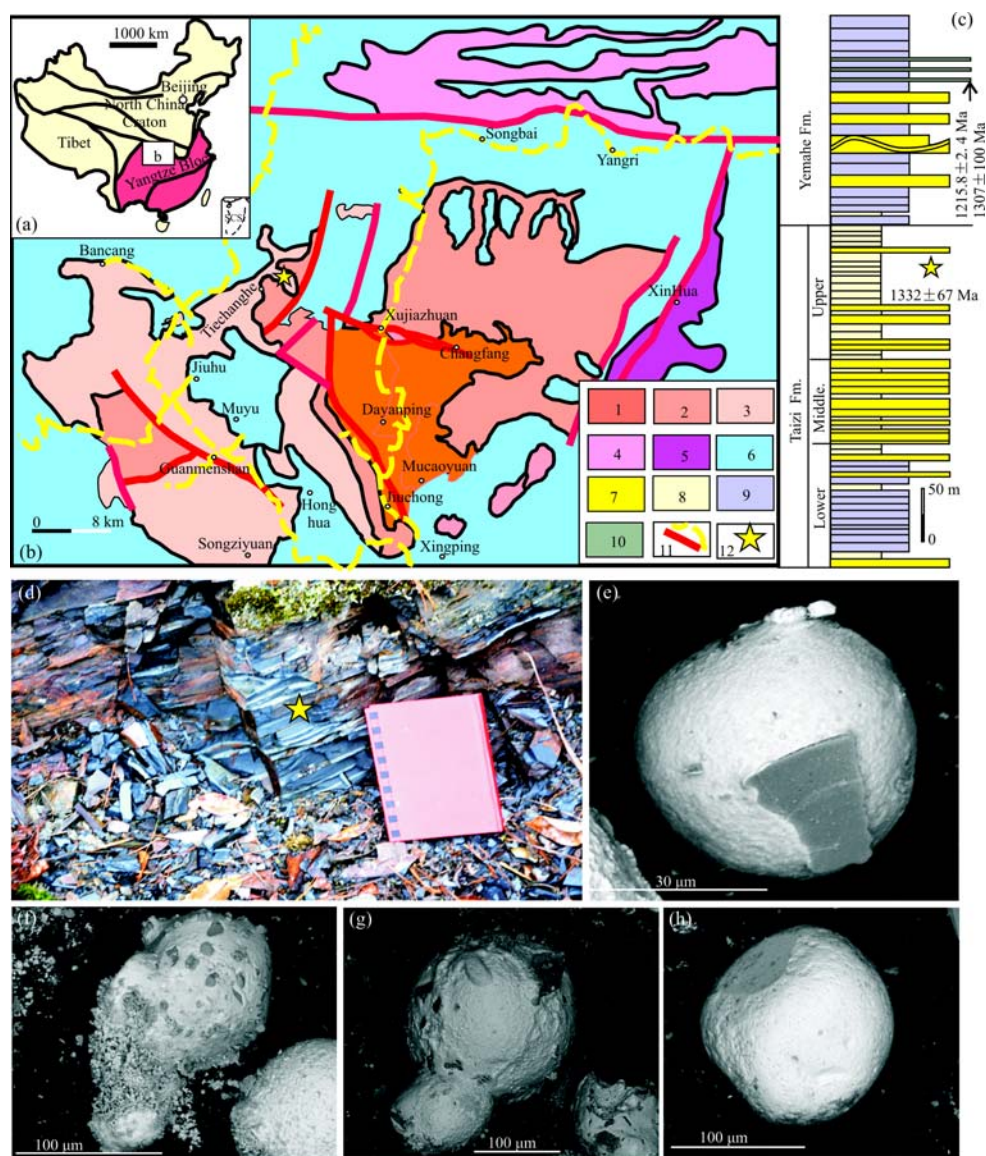 1000 km
Beijing
North China
Craton
Tibet
b
Yangtze Bloc
(a)
Songbai
Yangri
Bancang
Tiechanghe
XinHua
Xujiazhuan
Changfang
Jiuhu
Muyu
Dayanping
Guanmenshan
Mucaoyuan
Jiuchong
Hong
hua
Songziyuan
Xingping
0 8 km
(b)
1 2 3
4 5 6
7 8 9
10 11 12
(c)
Yemahe Fm.
1215.8±2. 4 Ma
1307±100 Ma
Taizi Fm.
Upper
Middle.
Lower
1332±67 Ma
50 m
0
(d)
(e)
30 μm
(f)
100 μm
(g)
100 μm
(h)
100 μm